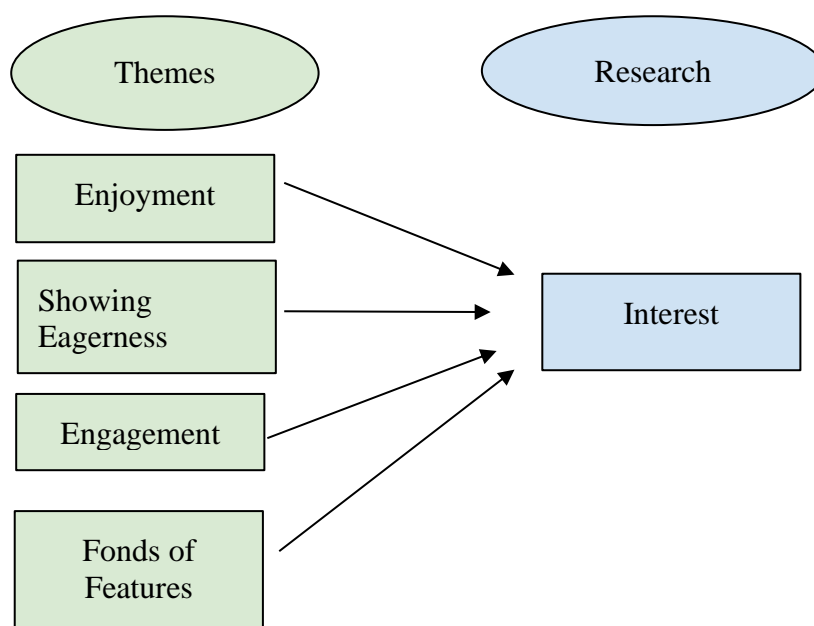 Themes
Research
Enjoyment
Showing
Eagerness
Interest
Engagement
Fonds of
Features